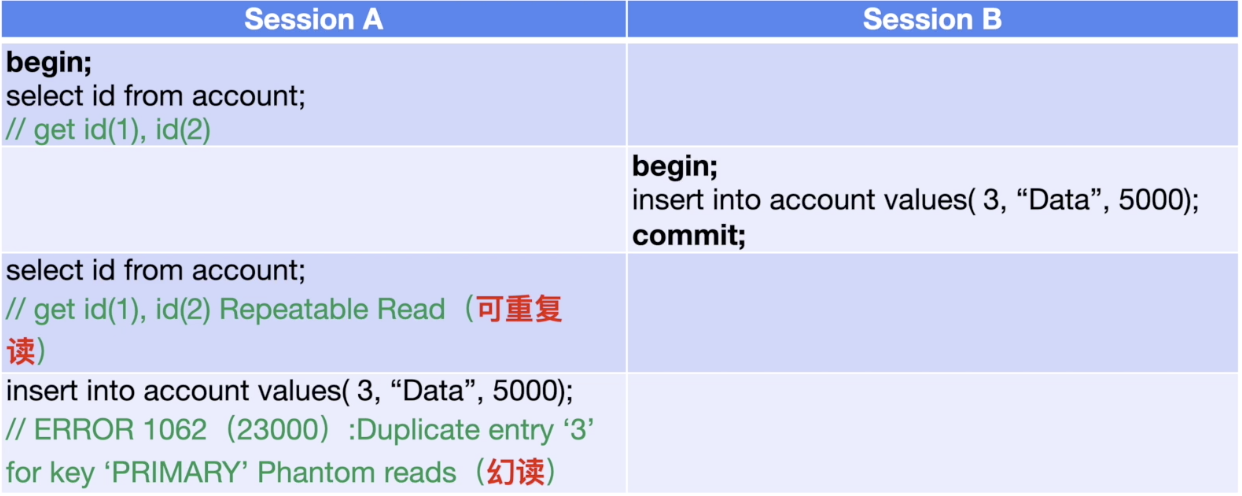 Session A
Session B
begin;
select id from account;
// get id(1), id(2)
begin;
insert into account values( 3, “Data”, 5000);
commit;
select id from account;
// get id(1), id(2) Repeatable Read（可重复
读）
insert into account values( 3, “Data”, 5000);
// ERROR 1062（23000）:Duplicate entry ‘3’
for key ‘PRIMARY’ Phantom reads（幻读）